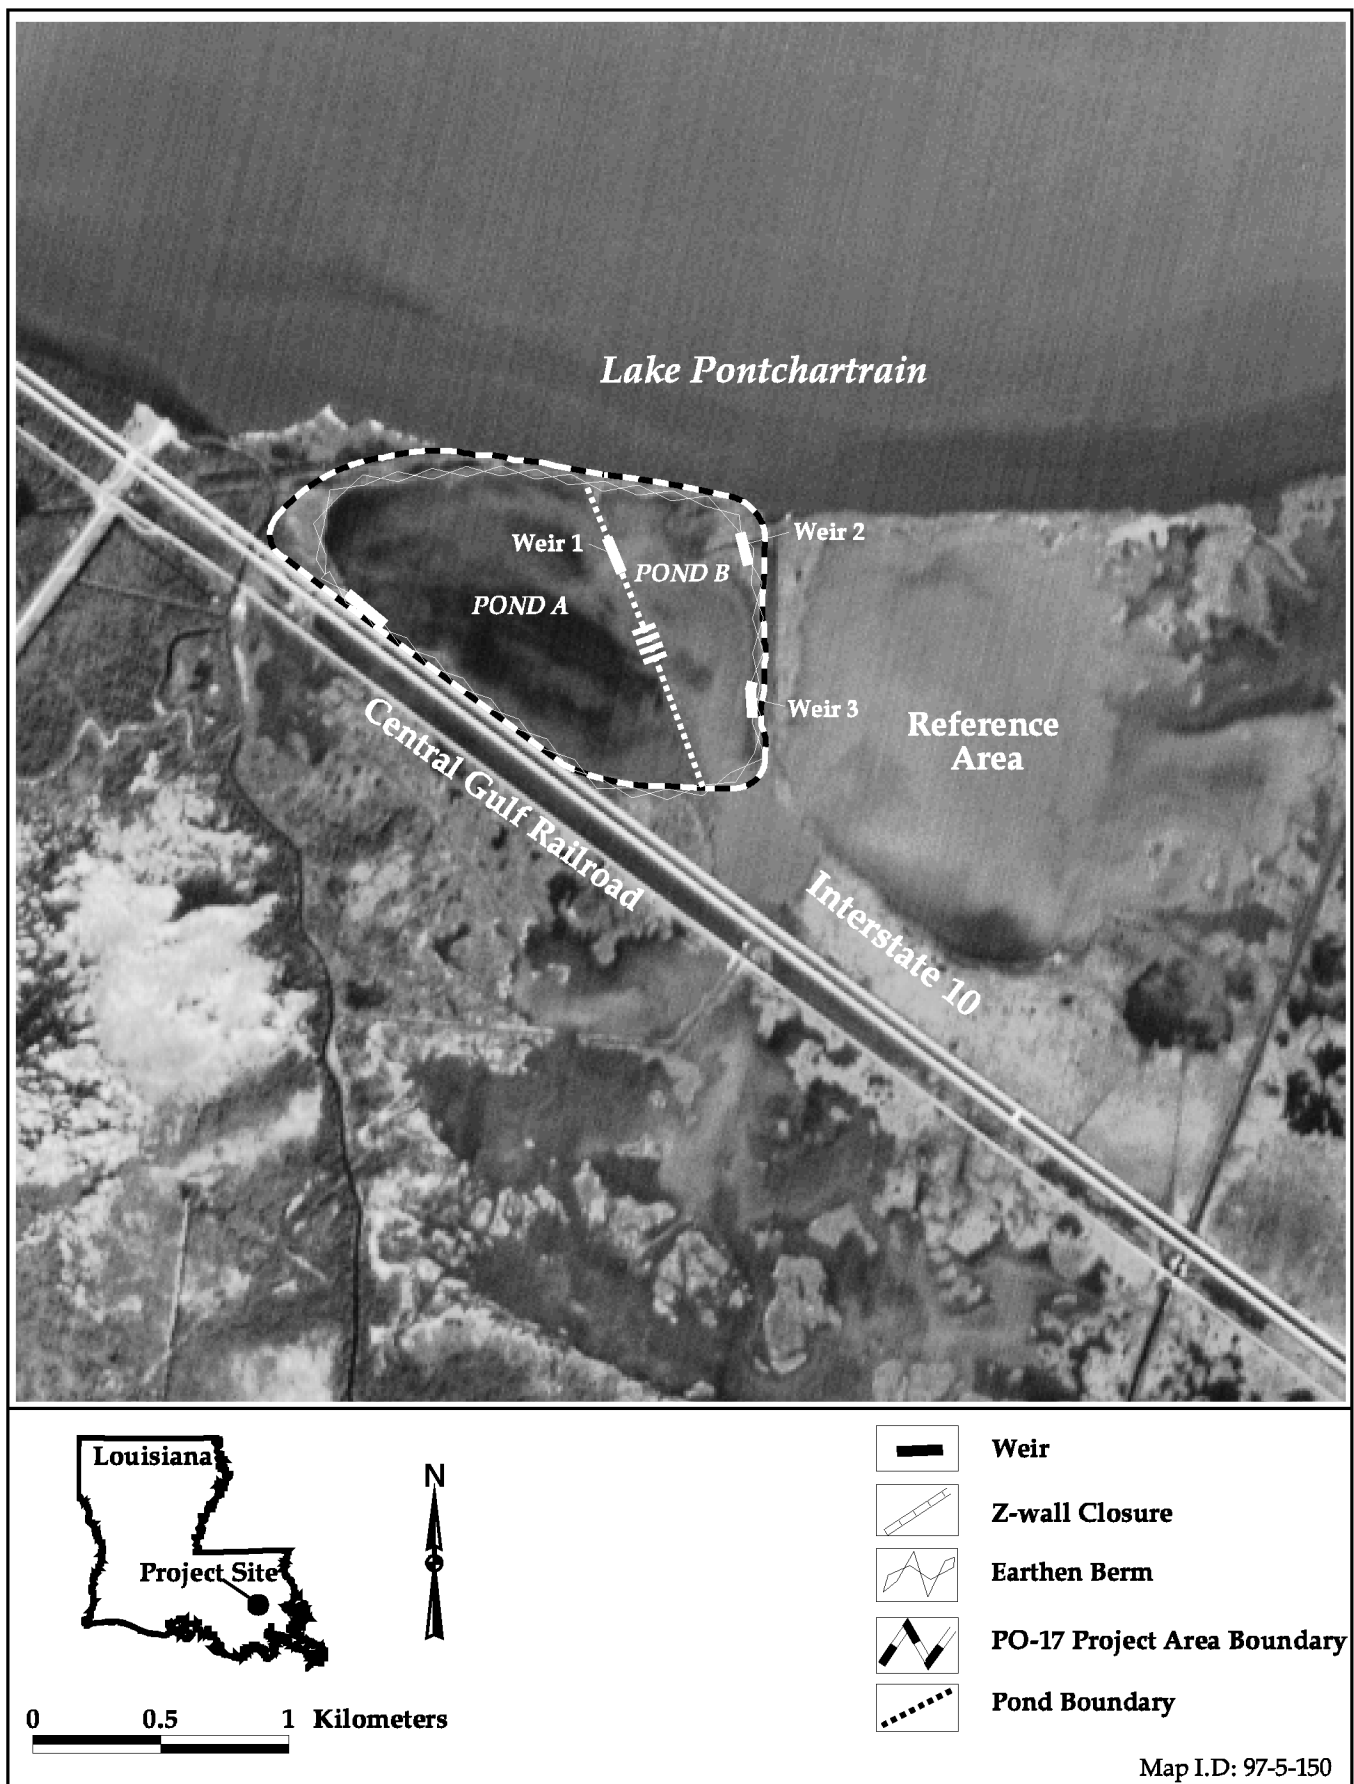 Lake Pontchartrain
Weir 1
Weir 2
POND B
POND A
Weir 3
Central Gulf Railroad
Reference
Area
Interstate 10
Louisiana
Project Site
N
0 0.5 1 Kilometers
Weir
Z-wall Closure
Earthen Berm
PO-17 Project Area Boundary
Pond Boundary
Map I.D: 97-5-150